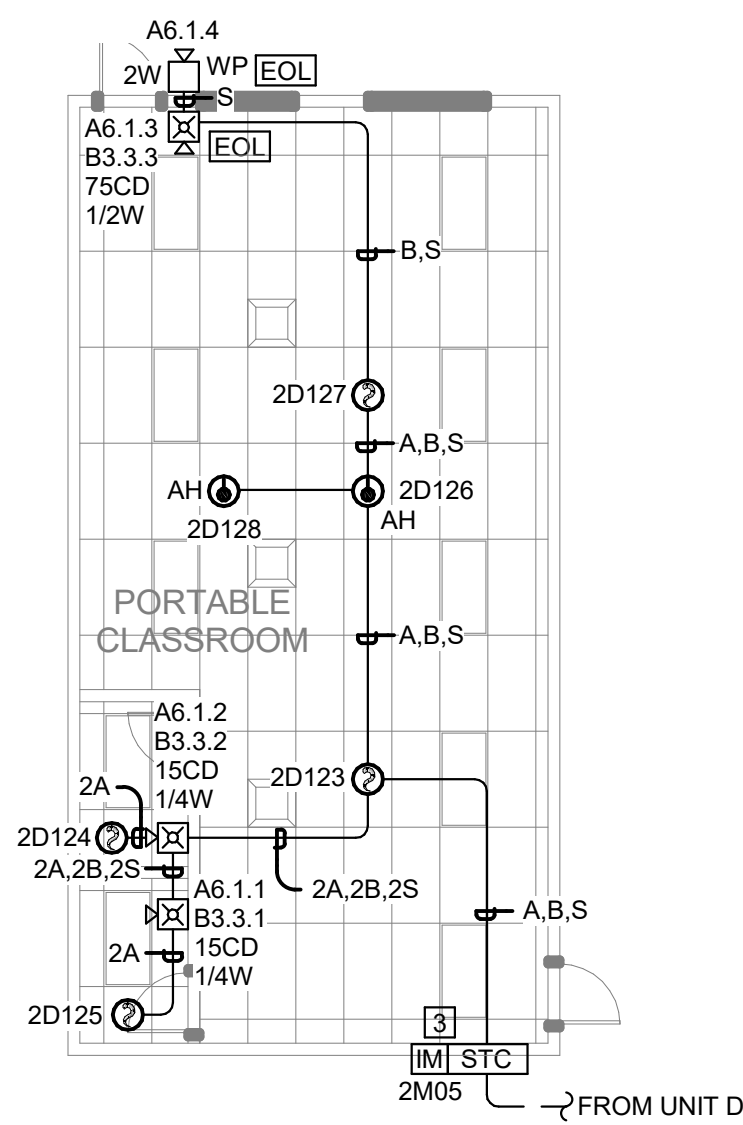 A6.1.4
2W
WP
EOL
S
A6.1.3
B3.3.3
75CD
1/2W
EOL
B,S
2D127
A,B,S
AH
2D126
2D128
AH
PORTABLE
CLASSROOM
A,B,S
A6.1.2
B3.3.2
15CD
1/4W
2D123
2A
2D124
2A,2B,2S
2A,2B,2S
A6.1.1
B3.3.1
15CD
1/4W
A,B,S
2A
2D125
3
IM
STC
2M05
FROM UNIT D